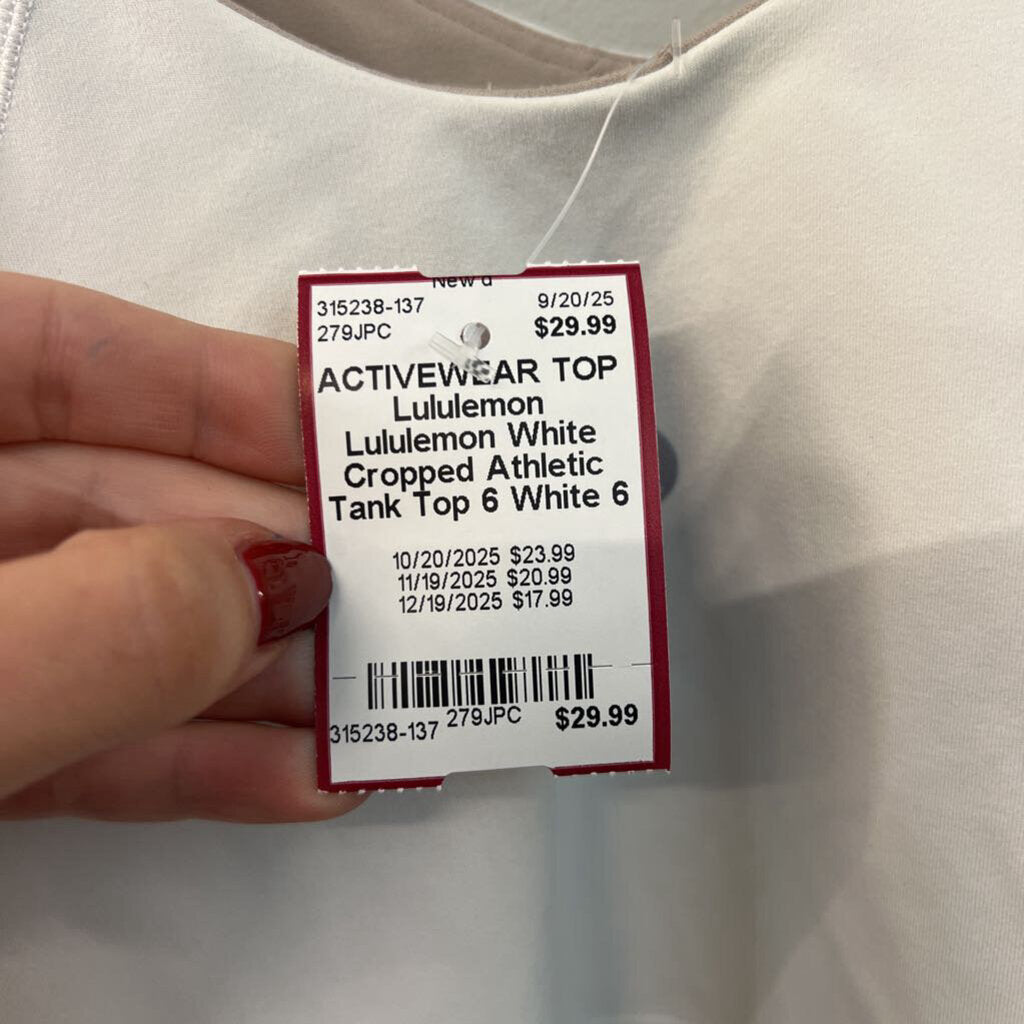 315238-137 9/20/25
279JPC $29.99
ACTIVEWEAR TOP
Lululemon
Lululemon White
Cropped Athletic
Tank Top 6 White 6
10/20/2025 $23.99
11/19/2025 $20.99
12/19/2025 $17.99
315238-137 279JPC $29.99